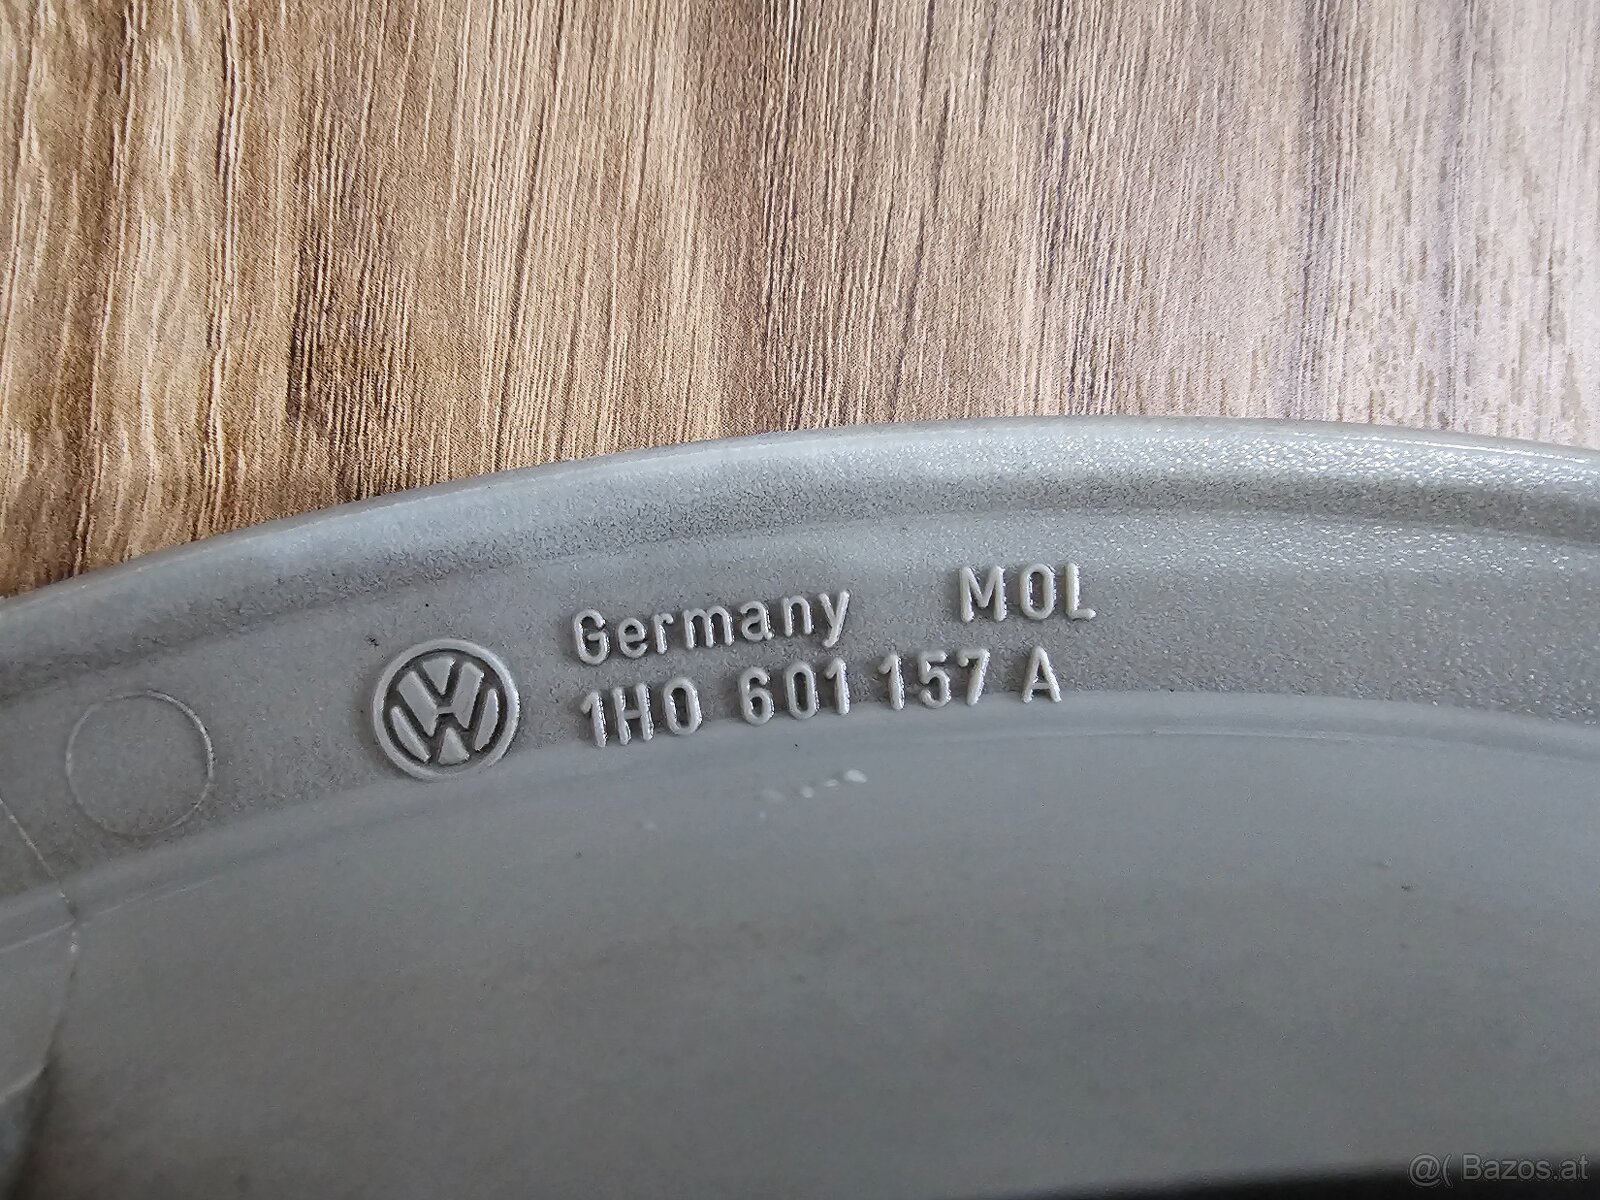 Germany MOL
1H0 601 157 A
@( Bazos.at